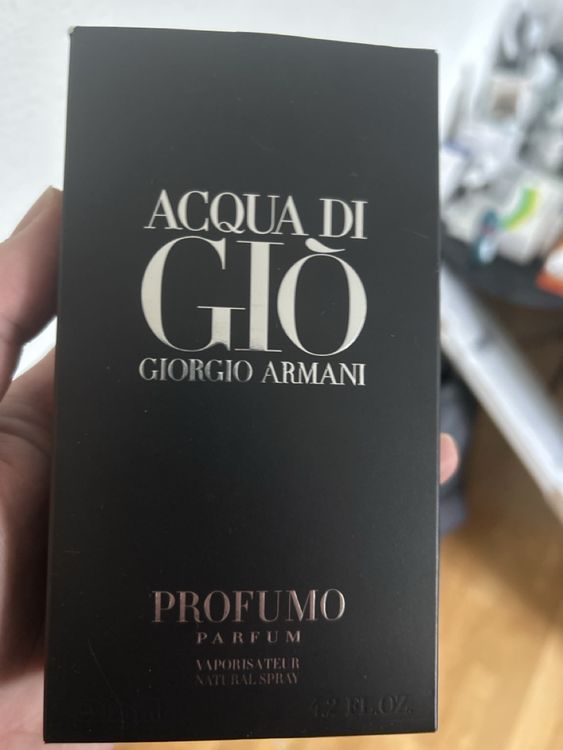 ACQUA DI
GIÒ
GIORGIO ARMANI
PROFUMO
PARFUM
VAPORISATEUR
NATURAL SPRAY
4.2 FL.OZ.